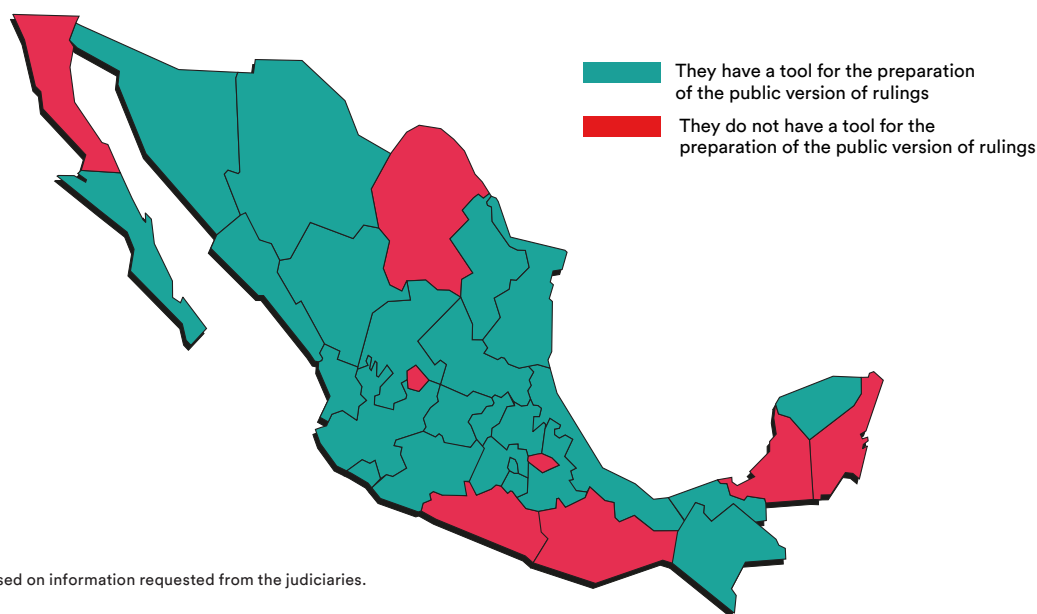 They have a tool for the preparation
of the public version of rulings
They do not have a tool for the
preparation of the public version of rulings
on information requested from the judiciaries.